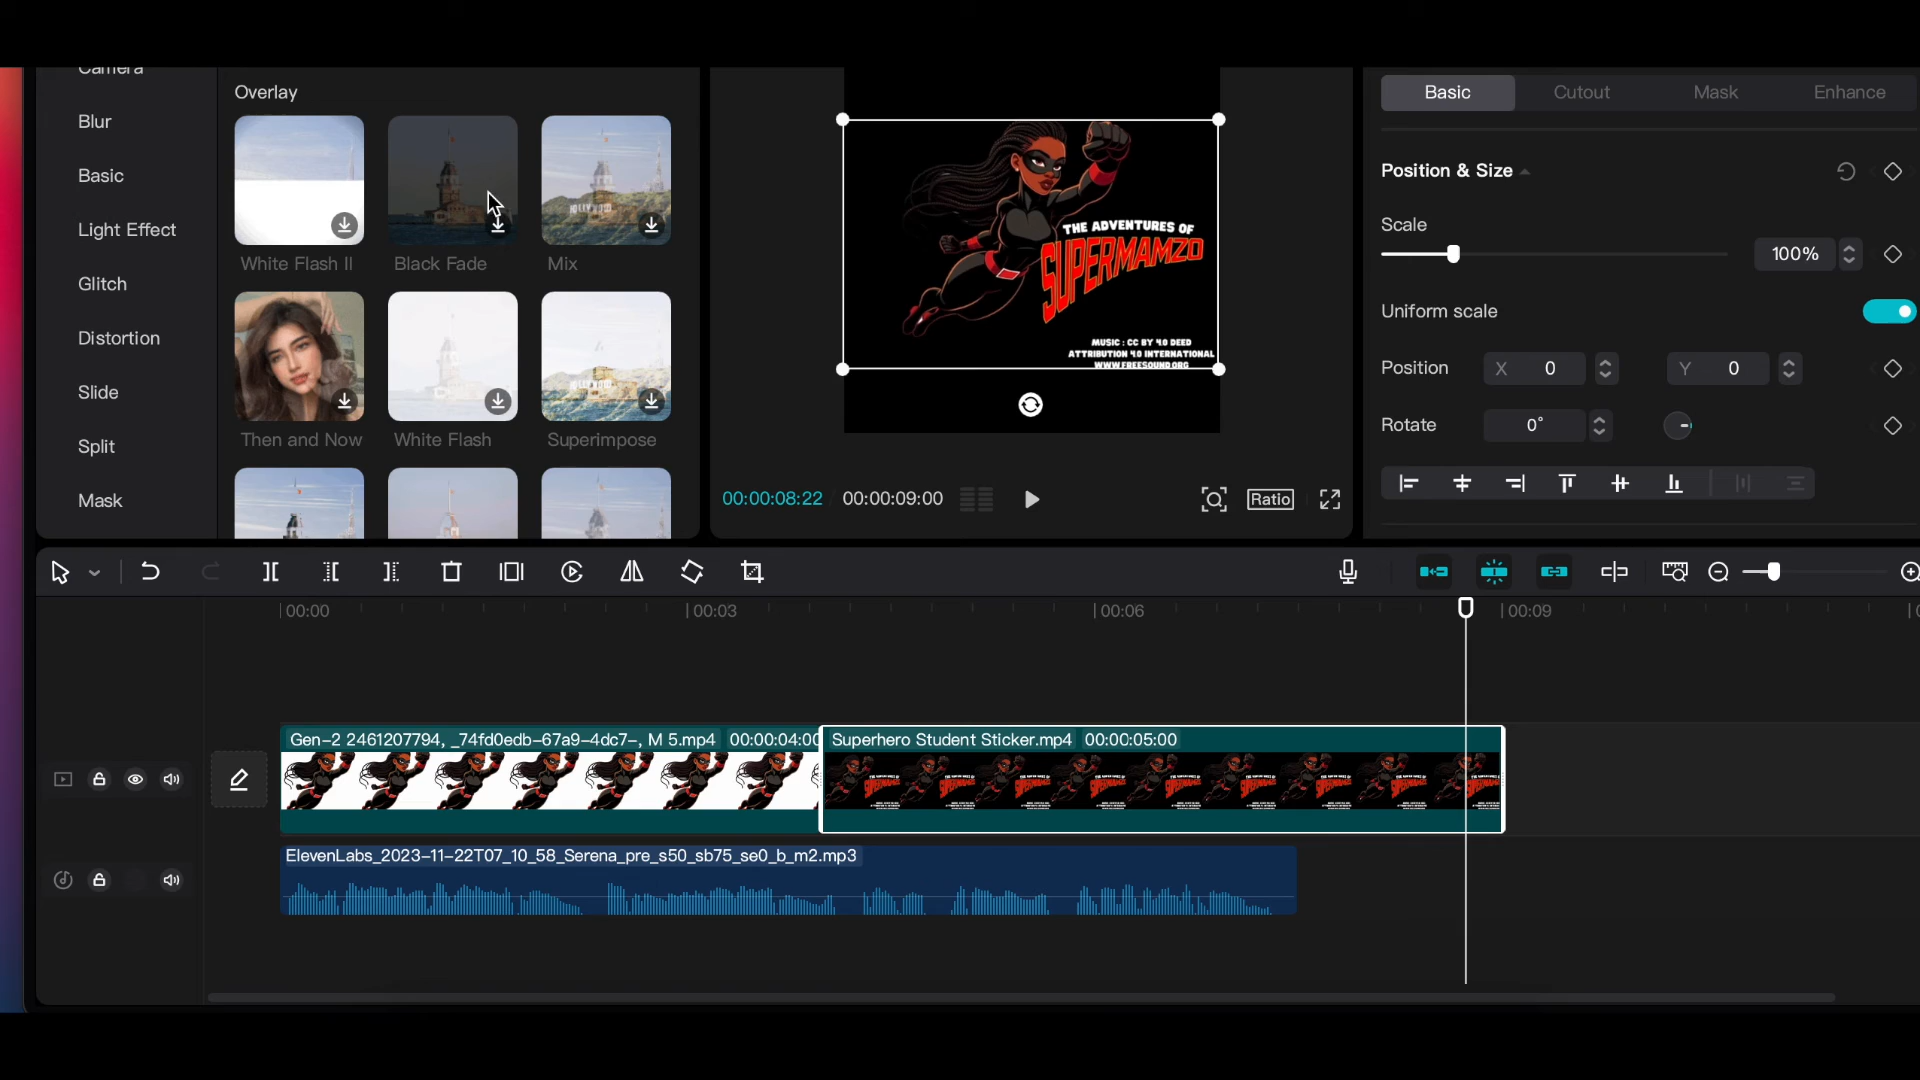 Camera
Blur
Basic
Light Effect
Glitch
Distortion
Slide
Split
Mask
Overlay
White Flash II
Black Fade
Mix
Then and Now
White Flash
Superimpose
THE ADVENTURES OF
SUPERMAMZO
MUSIC : CC BY 4.0 DEED
ATTRIBUTION 4.0 INTERNATIONAL
WWW.FREESOUND.ORG
00:00:08:22 00:00:09:00
Ratio
Basic Cutout Mask Enhance
Position & Size
Scale
100%
Uniform scale
Position X 0 Y 0
Rotate 0°
00:00 00:03 00:06 00:09
Gen-2 2461207794, _74fd0edb-67a9-4dc7-, M 5.mp4 00:00:04:00
Superhero Student Sticker.mp4 00:00:05:00
ElevenLabs_2023-11-22T07_10_58_Serena_pre_s50_sb75_se0_b_m2.mp3